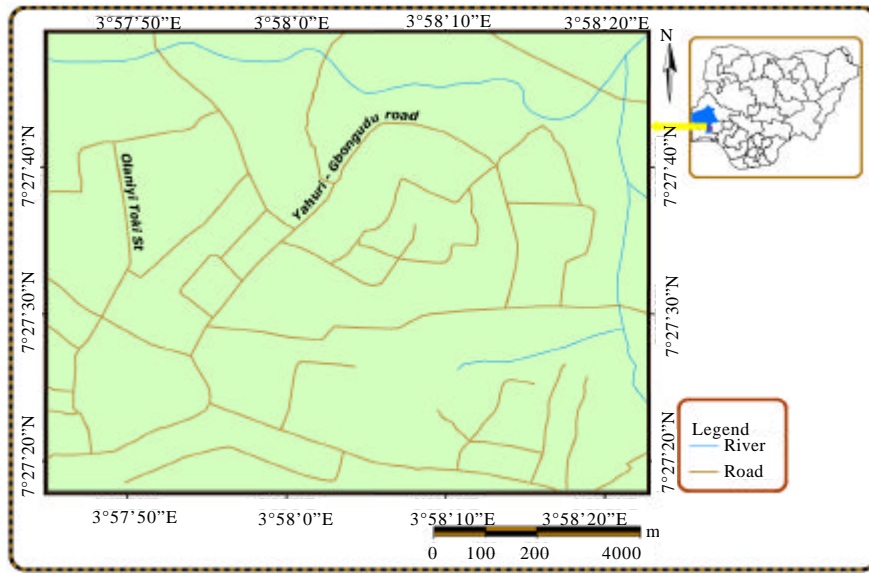 3°57'50”E 3°58'0”E 3°58'10”E 3°58'20”E
N
7°27'40”N
7°27'30”N
7°27'20”N
Olaniyi Toki St
Yahuri - Gbongudu road
7°27'40”N
7°27'30”N
7°27'20”N
Legend
River
Road
3°57'50”E 3°58'0”E 3°58'10”E 3°58'20”E
m
0 100 200 4000